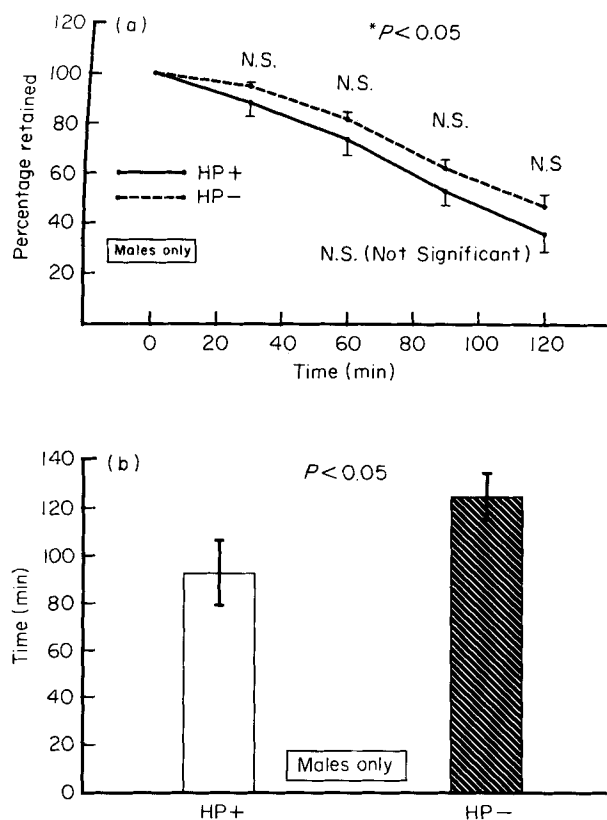 (a)
*P<0.05
N.S.
N.S.
N.S.
N.S
Percentage retained
100
80
60
40
20
HP+
HP-
Males only
N.S. (Not Significant)
0 20 40 60 80 100 120
Time (min)
(b)
P<0.05
Time (min)
140
120
100
80
60
40
20
0
Males only
HP+ HP-